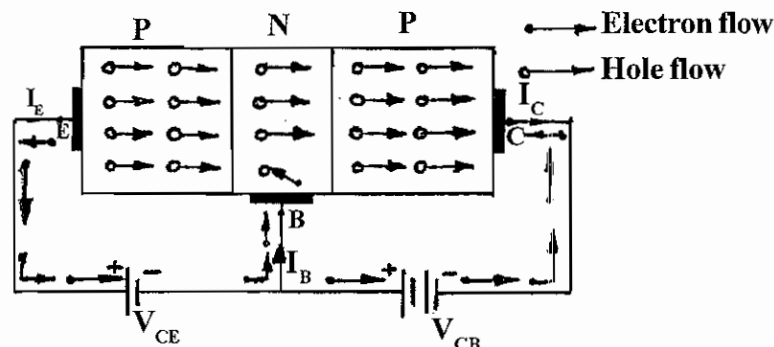 P N P
Electron flow
Hole flow
I_E
I_C
E
C
B
I_B
+ − + −
V_CE
V_CB